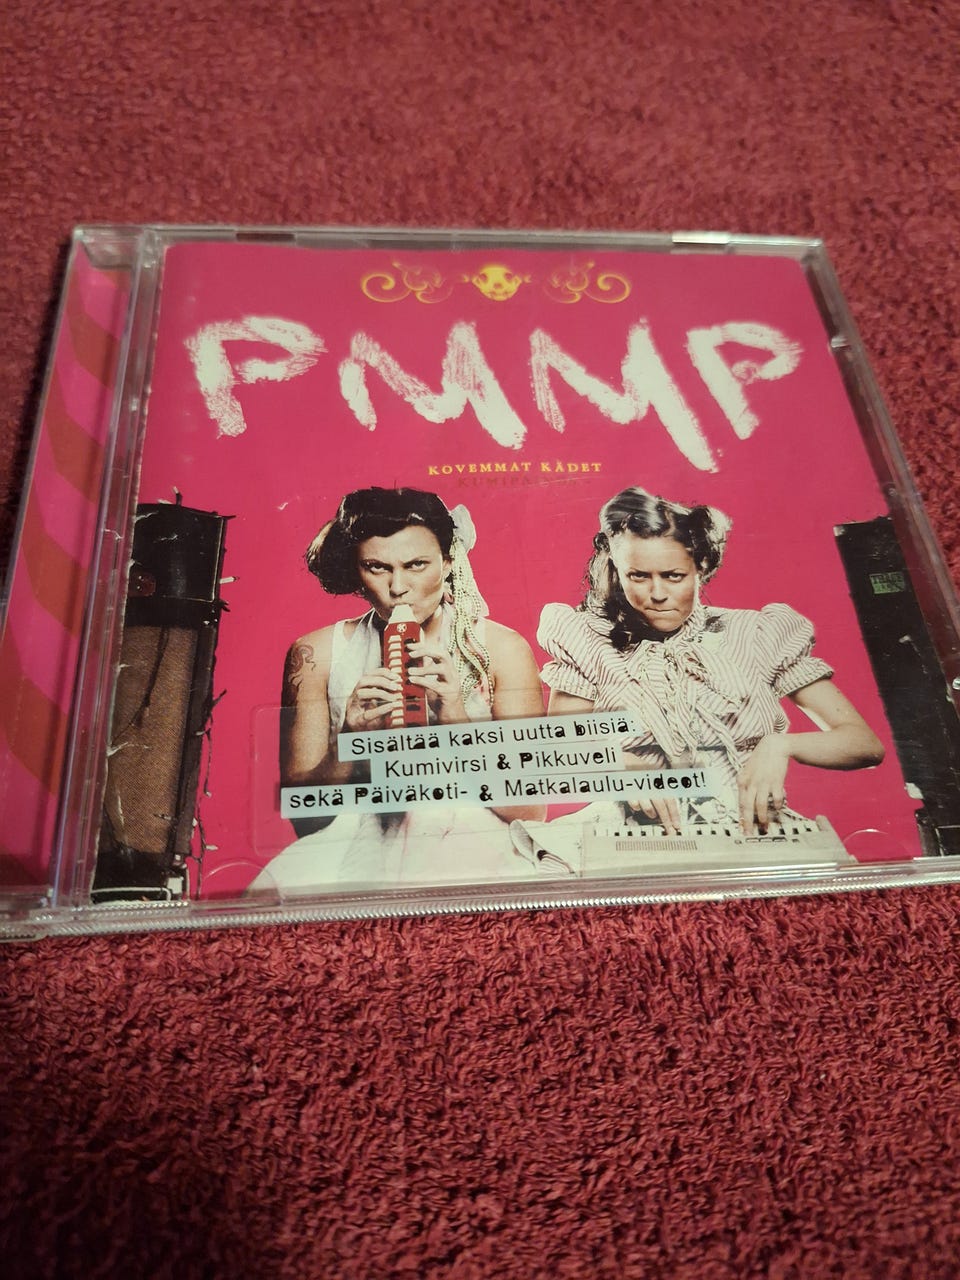 PMMP
KOVEMMAT KÄDET
Sisältää kaksi uutta biisiä:
Kumivirsi & Pikkuveli
sekä Päiväkoti- & Matkalaulu-videot!